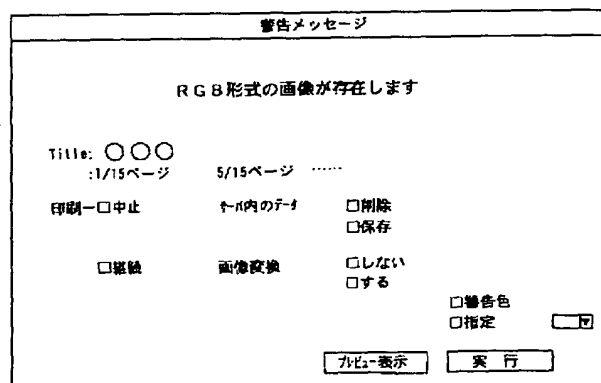 警告メッセージ
RGB形式の画像が存在します
Title: ○○○
:1/15ページ 5/15ページ ……
印刷ー□中止 サーバ内のデータ □削除
□保存
□継続 画像変換 □しない
□する
□警告色
□指定 ▼
プレビュー表示 実 行